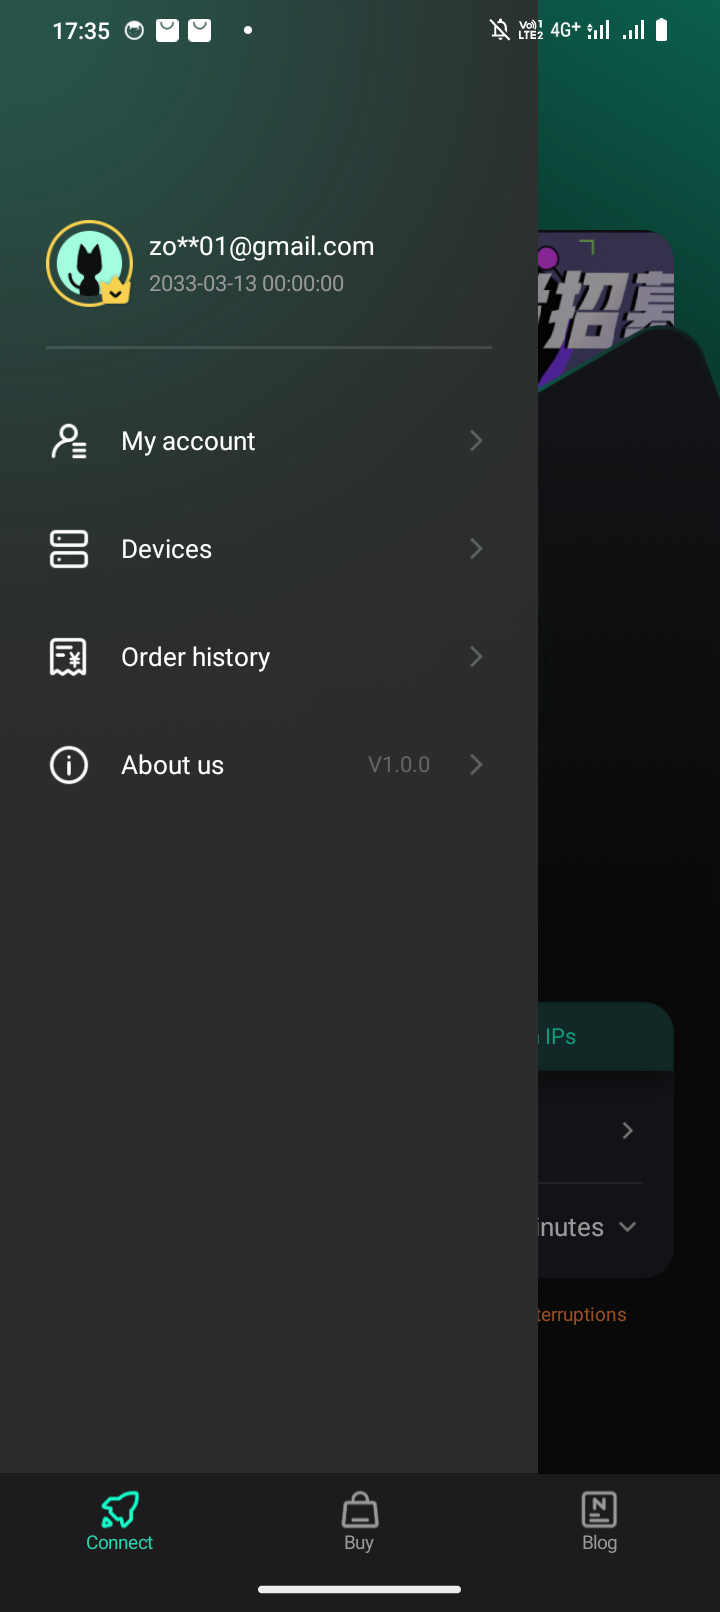 17:35
Vo)) 1
LTE2
4G+
zo**01@gmail.com
2033-03-13 00:00:00
招募
My account
Devices
Order history
About us
V1.0.0
IPs
inutes
terruptions
Connect
Buy
Blog